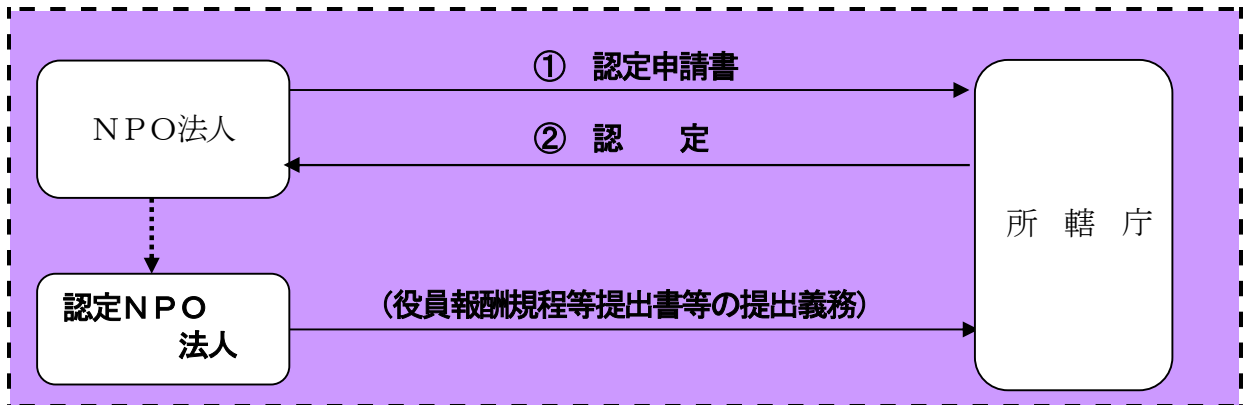 ① 認定申請書
NPO法人
② 認 定
所 轄 庁
認定NPO
法人
(役員報酬規程等提出書等の提出義務)